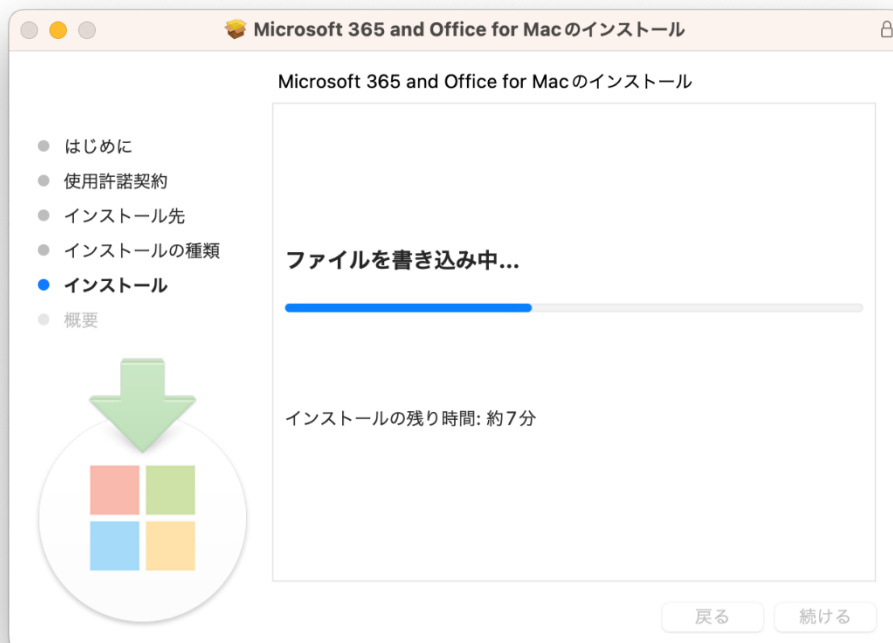 Microsoft 365 and Office for Macのインストール
Microsoft 365 and Office for Macのインストール
はじめに
使用許諾契約
インストール先
インストールの種類
インストール
概要
ファイルを書き込み中...
インストールの残り時間: 約7分
戻る
続ける